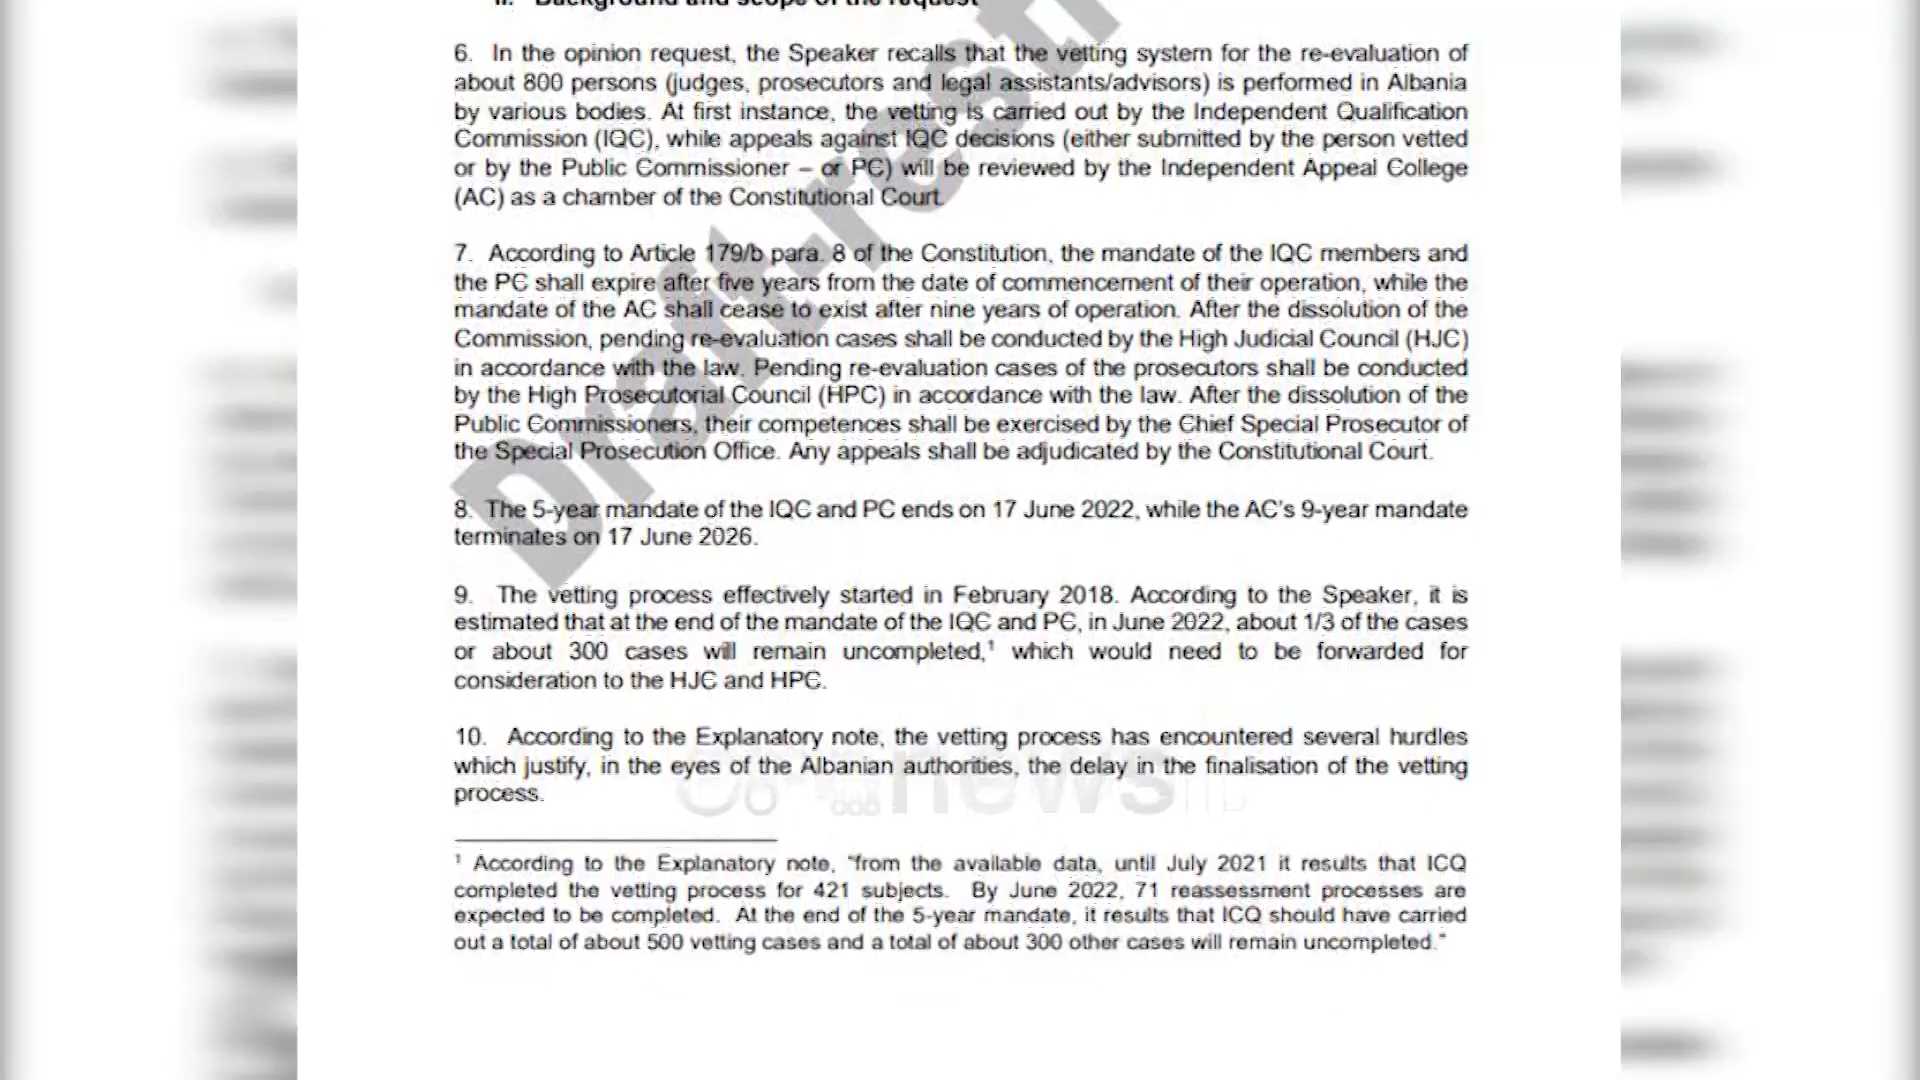 II. Background and scope of the request
6. In the opinion request, the Speaker recalls that the vetting system for the re-evaluation of
about 800 persons (judges, prosecutors and legal assistants/advisors) is performed in Albania
by various bodies. At first instance, the vetting is carried out by the Independent Qualification
Commission (IQC), while appeals against IQC decisions (either submitted by the person vetted
or by the Public Commissioner – or PC) will be reviewed by the Independent Appeal College
(AC) as a chamber of the Constitutional Court.
7. According to Article 179/b para. 8 of the Constitution, the mandate of the IQC members and
the PC shall expire after five years from the date of commencement of their operation, while the
mandate of the AC shall cease to exist after nine years of operation. After the dissolution of the
Commission, pending re-evaluation cases shall be conducted by the High Judicial Council (HJC)
in accordance with the law. Pending re-evaluation cases of the prosecutors shall be conducted
by the High Prosecutorial Council (HPC) in accordance with the law. After the dissolution of the
Public Commissioners, their competences shall be exercised by the Chief Special Prosecutor of
the Special Prosecution Office. Any appeals shall be adjudicated by the Constitutional Court.
8. The 5-year mandate of the IQC and PC ends on 17 June 2022, while the AC's 9-year mandate
terminates on 17 June 2026.
9. The vetting process effectively started in February 2018. According to the Speaker, it is
estimated that at the end of the mandate of the IQC and PC, in June 2022, about 1/3 of the cases
or about 300 cases will remain uncompleted,¹ which would need to be forwarded for
consideration to the HJC and HPC.
10. According to the Explanatory note, the vetting process has encountered several hurdles
which justify, in the eyes of the Albanian authorities, the delay in the finalisation of the vetting
process.
¹ According to the Explanatory note, "from the available data, until July 2021 it results that ICQ
completed the vetting process for 421 subjects. By June 2022, 71 reassessment processes are
expected to be completed. At the end of the 5-year mandate, it results that ICQ should have carried
out a total of about 500 vetting cases and a total of about 300 other cases will remain uncompleted."
Draft-restr
news